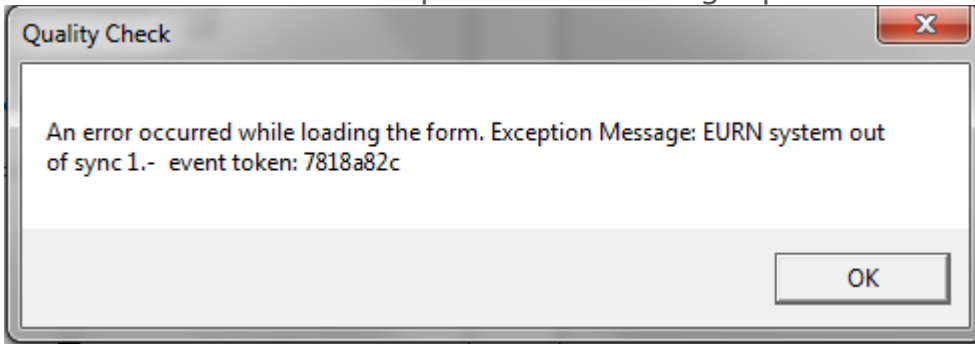 Quality Check
An error occurred while loading the form. Exception Message: EURN system out
of sync 1.-  event token: 7818a82c
OK